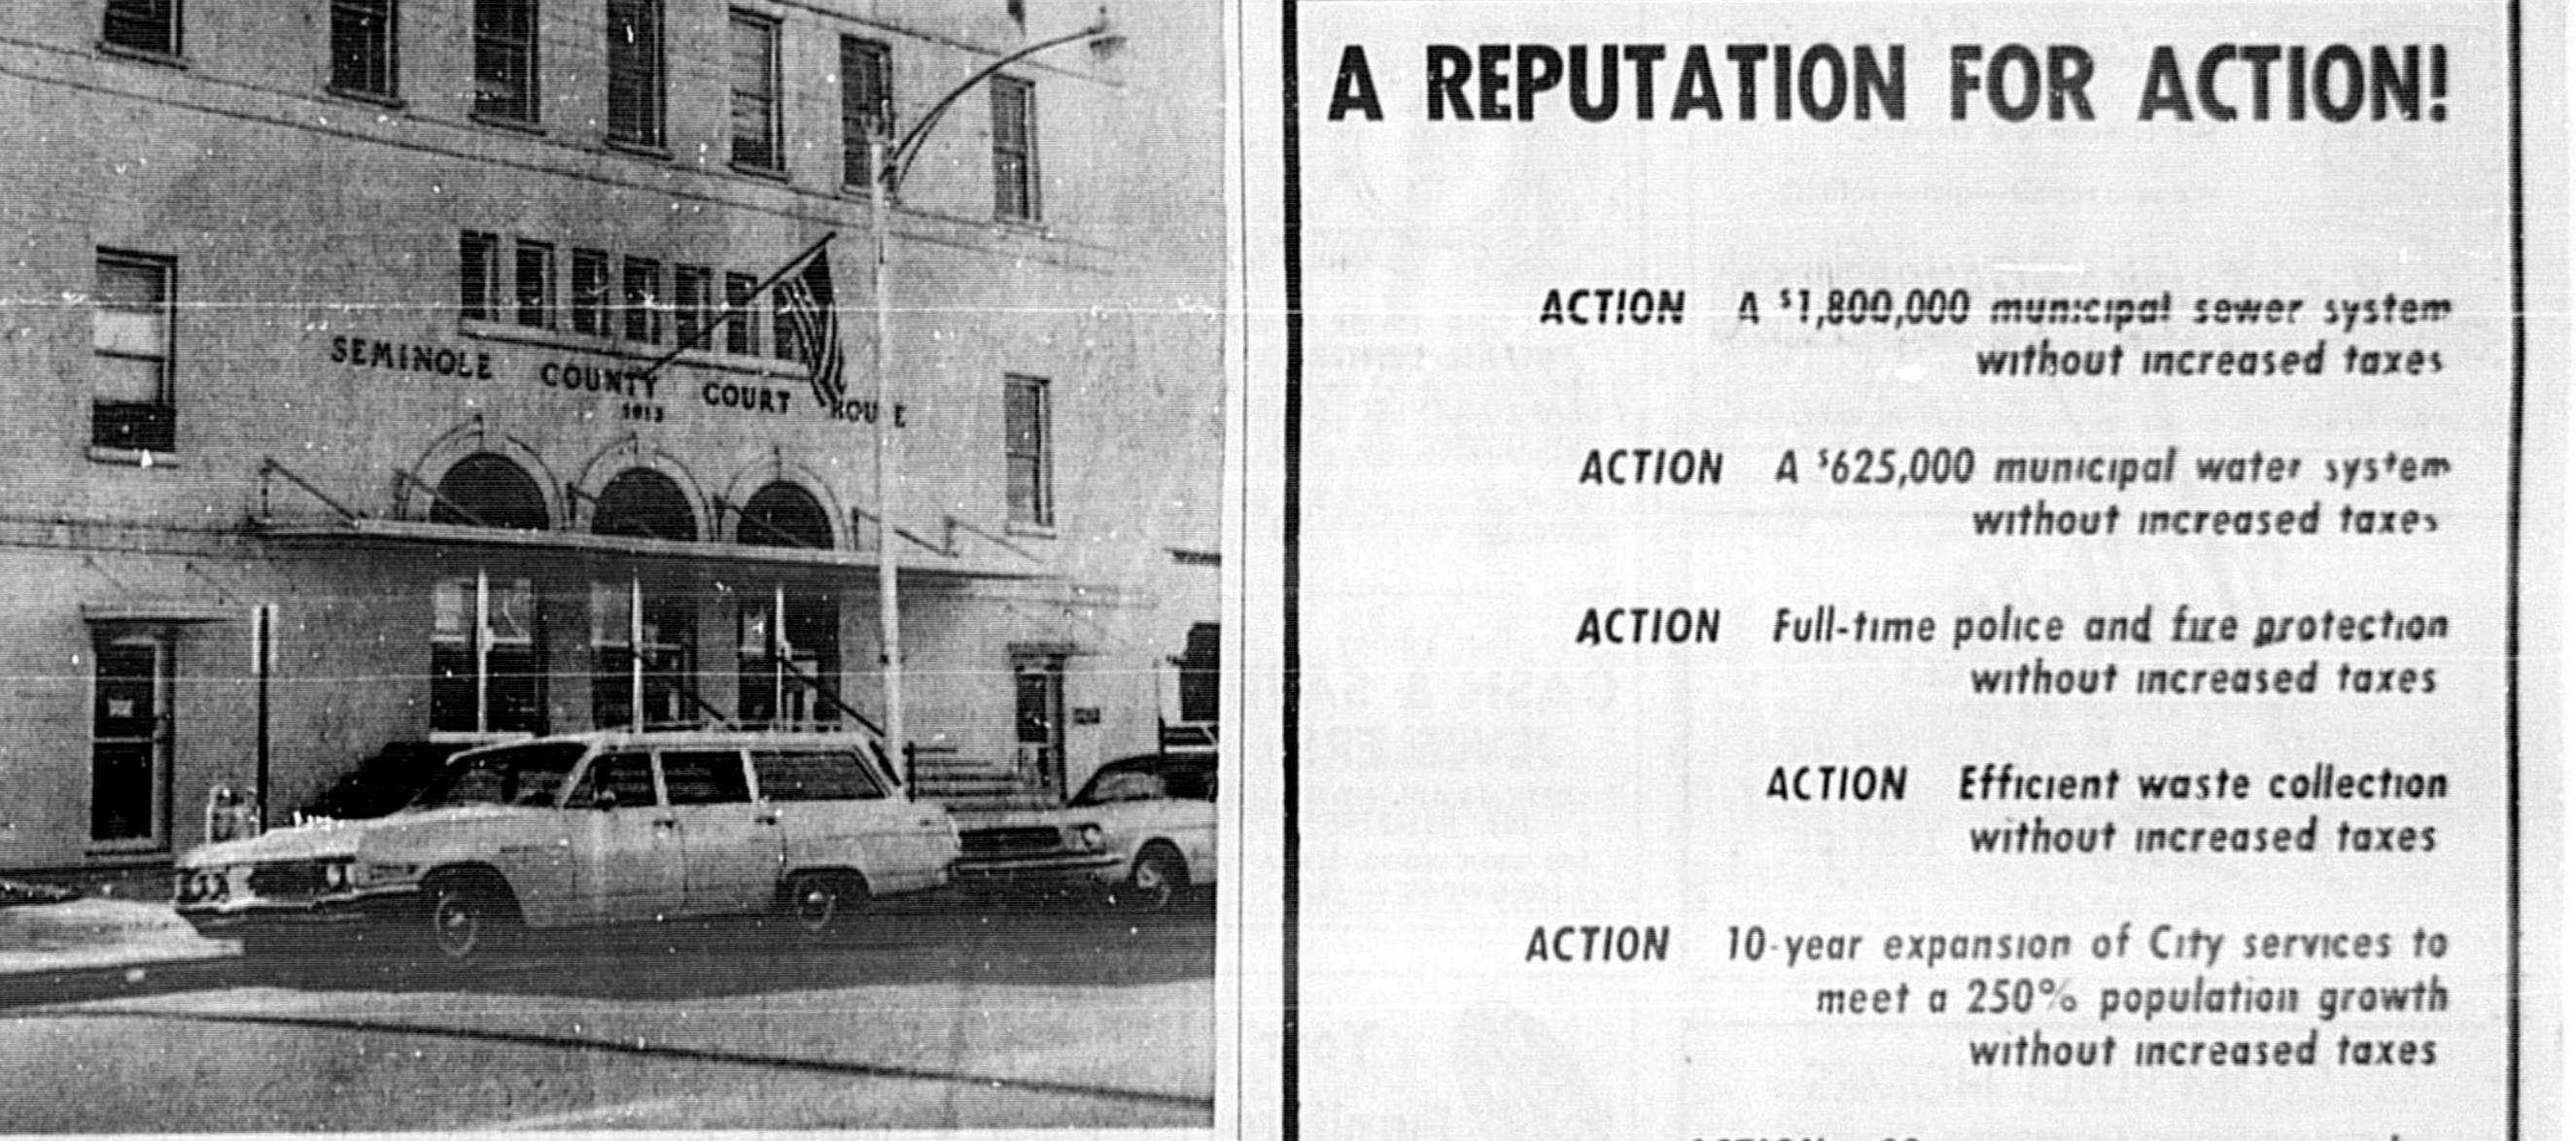 SEMINOLE COUNTY COURT HOU E
1913
A REPUTATION FOR ACTION!
ACTION A $1,800,000 municipal sewer system
without increased taxes
ACTION A $625,000 municipal water system
without increased taxes
ACTION Full-time police and fire protection
without increased taxes
ACTION Efficient waste collection
without increased taxes
ACTION 10-year expansion of City services to
meet a 250% population growth
without increased taxes